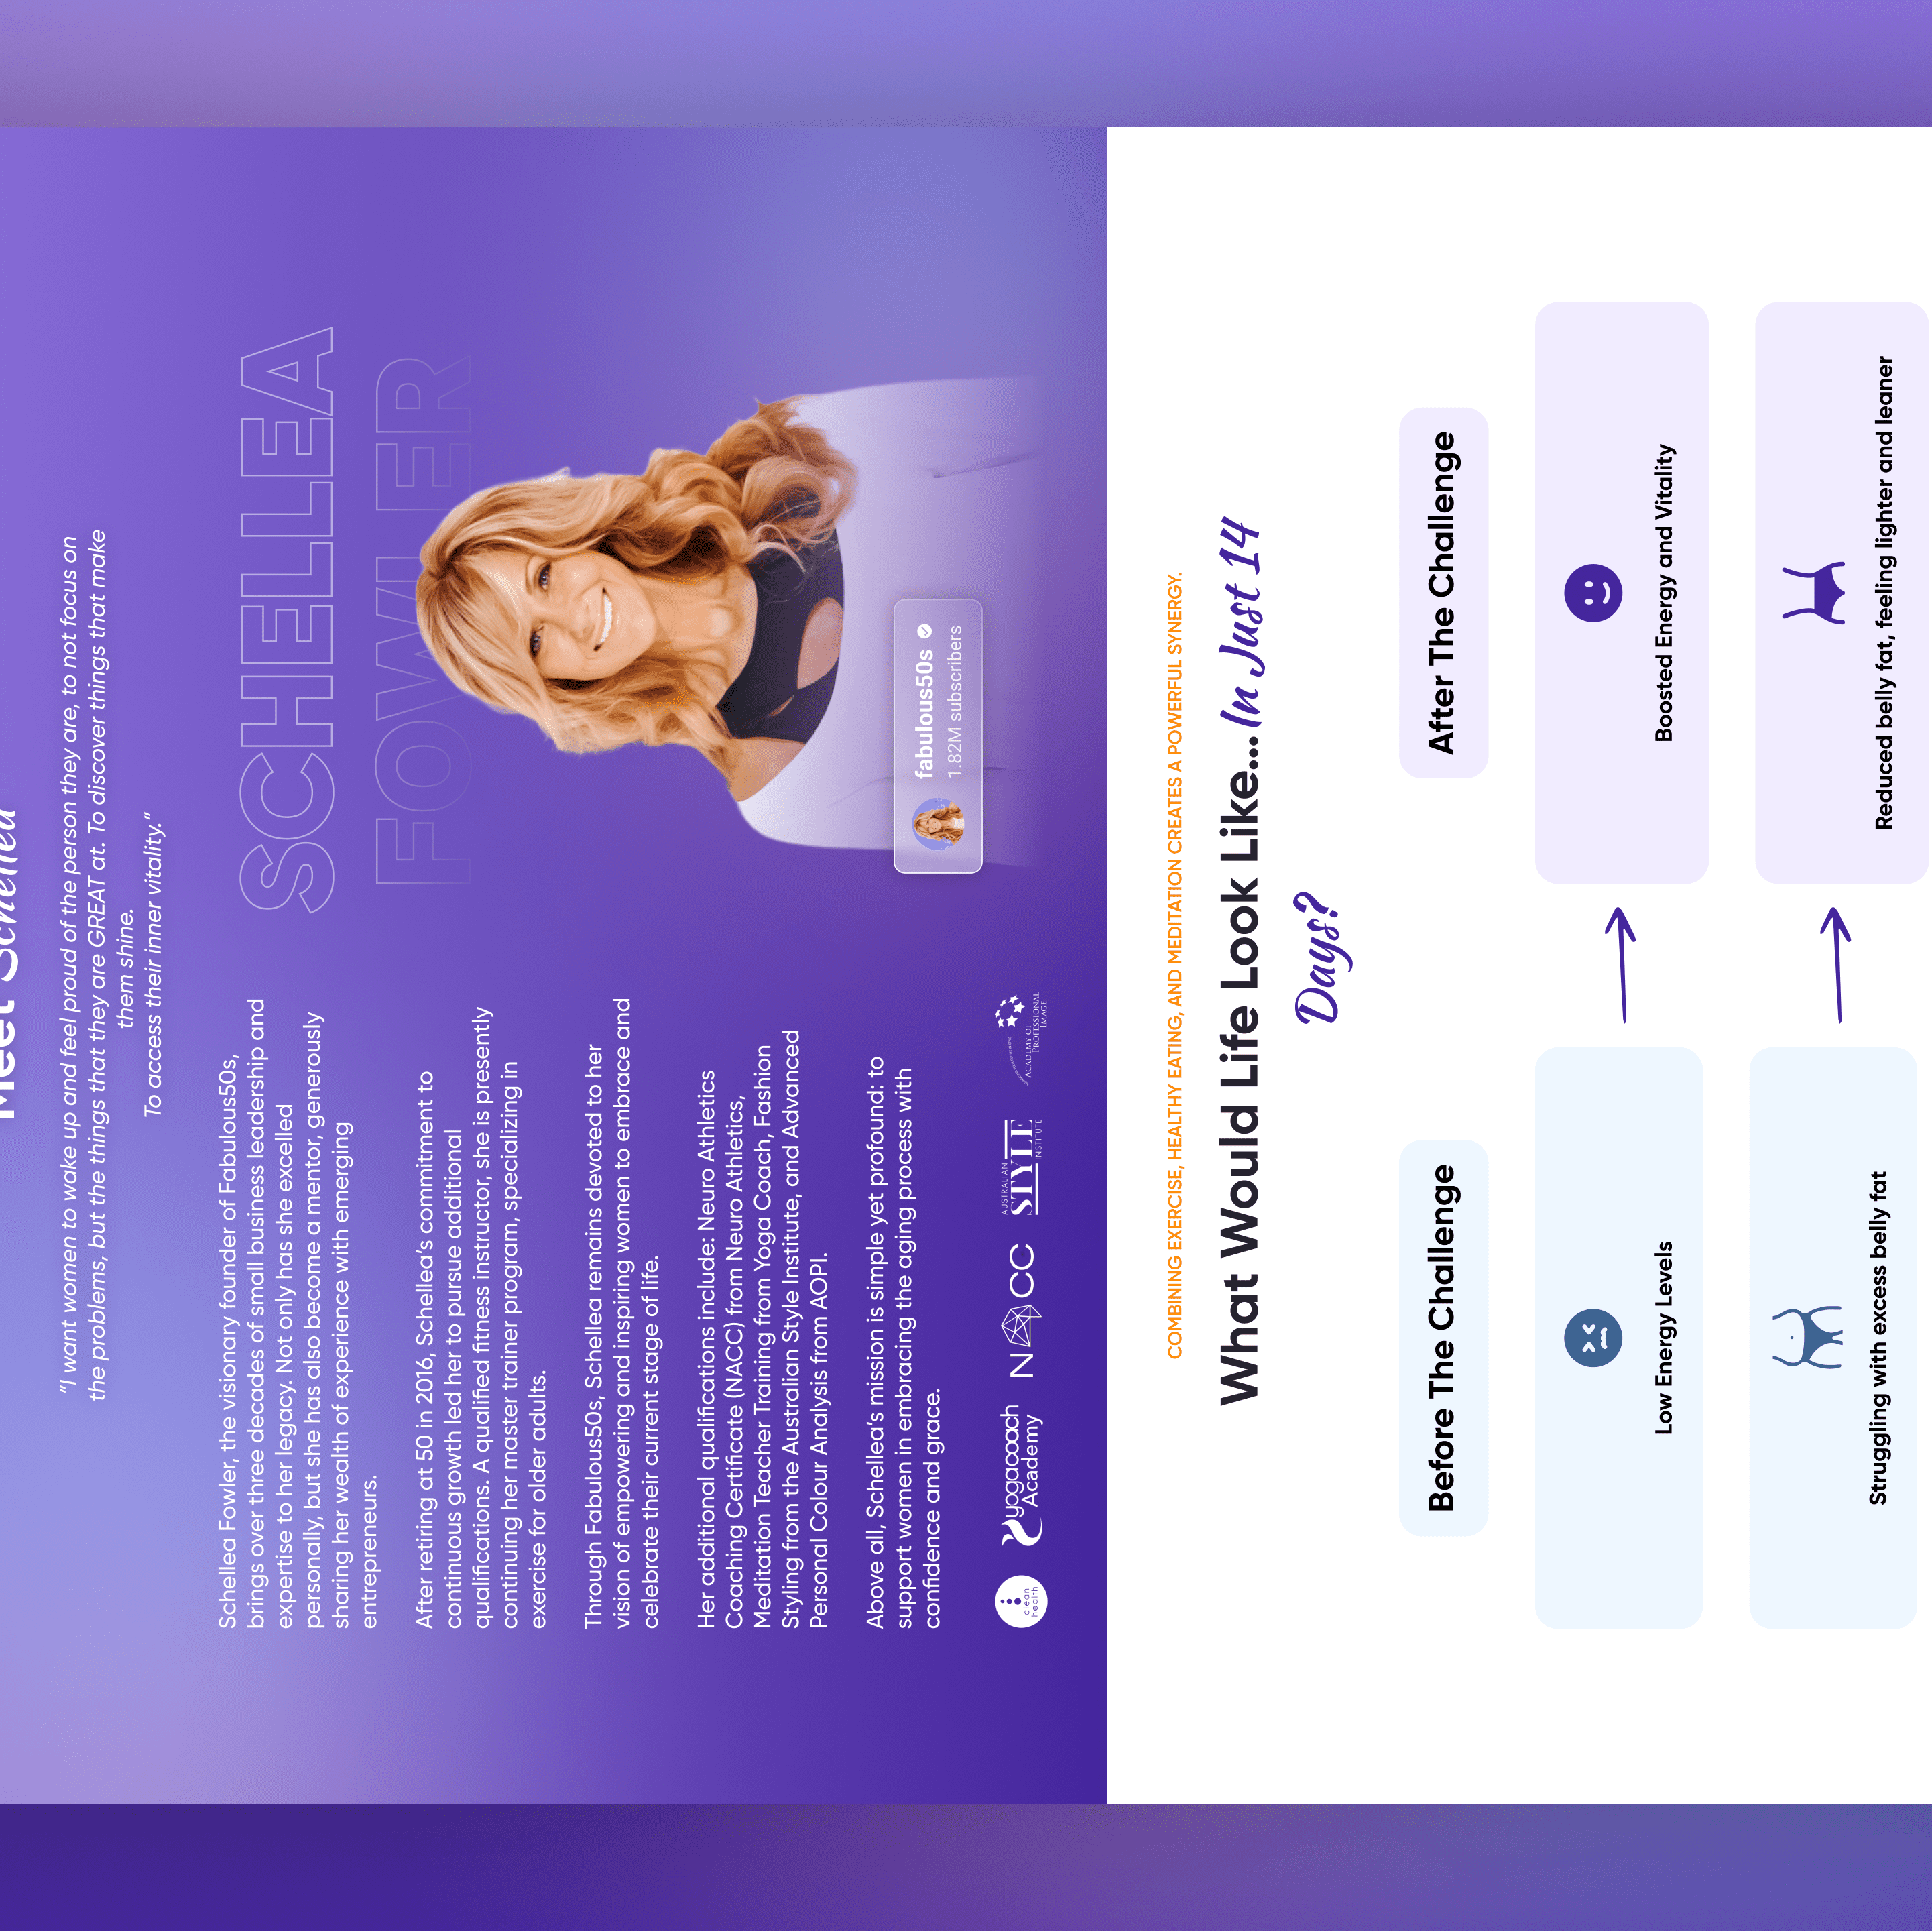 Meet Schellea
"I want women to wake up and feel proud of the person they are, to not focus on
the problems, but the things that they are GREAT at. To discover things that make
them shine.
To access their inner vitality."
Schellea Fowler, the visionary founder of Fabulous50s,
brings over three decades of small business leadership and
expertise to her legacy. Not only has she excelled
personally, but she has also become a mentor, generously
sharing her wealth of experience with emerging
entrepreneurs.
After retiring at 50 in 2016, Schellea's commitment to
continuous growth led her to pursue additional
qualifications. A qualified fitness instructor, she is presently
continuing her master trainer program, specializing in
exercise for older adults.
Through Fabulous50s, Schellea remains devoted to her
vision of empowering and inspiring women to embrace and
celebrate their current stage of life.
Her additional qualifications include: Neuro Athletics
Coaching Certificate (NACC) from Neuro Athletics,
Meditation Teacher Training from Yoga Coach, Fashion
Styling from the Australian Style Institute, and Advanced
Personal Colour Analysis from AOPI.
Above all, Schellea's mission is simple yet profound: to
support women in embracing the aging process with
confidence and grace.
clean
health
yogacoach
Academy
NACC
AUSTRALIAN
STYLE
INSTITUTE
ACADEMY OF
PROFESSIONAL
IMAGE
SCHELLEA
FOWLER
fabulous50s
1.82M subscribers
COMBINING EXERCISE, HEALTHY EATING, AND MEDITATION CREATES A POWERFUL SYNERGY.
What Would Life Look Like... In Just 14
Days?
Before The Challenge
After The Challenge
Low Energy Levels
Boosted Energy and Vitality
Struggling with excess belly fat
Reduced belly fat, feeling lighter and leaner